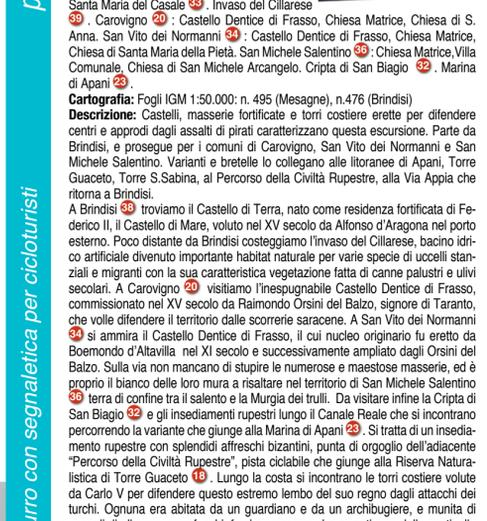 Santa Maria del Casale 33 . Invaso del Cillarese
39 . Carovigno 20 : Castello Dentice di Frasso, Chiesa Matrice, Chiesa di S.
Anna. San Vito dei Normanni 34 : Castello Dentice di Frasso, Chiesa Matrice,
Chiesa di Santa Maria della Pietà. San Michele Salentino 36 : Chiesa Matrice,Villa
Comunale, Chiesa di San Michele Arcangelo. Cripta di San Biagio 32 . Marina
di Apani 23 .
Cartografia: Fogli IGM 1:50.000: n. 495 (Mesagne), n.476 (Brindisi)
Descrizione: Castelli, masserie fortificate e torri costiere erette per difendere
centri e approdi dagli assalti di pirati caratterizzano questa escursione. Parte da
Brindisi, e prosegue per i comuni di Carovigno, San Vito dei Normanni e San
Michele Salentino. Varianti e bretelle lo collegano alle litoranee di Apani, Torre
Guaceto, Torre S.Sabina, al Percorso della Civiltà Rupestre, alla Via Appia che
ritorna a Brindisi.
A Brindisi 38 troviamo il Castello di Terra, nato come residenza fortificata di Fe-
derico II, il Castello di Mare, voluto nel XV secolo da Alfonso d'Aragona nel porto
esterno. Poco distante da Brindisi costeggiamo l'invaso del Cillarese, bacino idri-
co artificiale divenuto importante habitat naturale per varie specie di uccelli stan-
ziali e migranti con la sua caratteristica vegetazione fatta di canne palustri e ulivi
secolari. A Carovigno 20 visitiamo l'inespugnabile Castello Dentice di Frasso,
commissionato nel XV secolo da Raimondo Orsini del Balzo, signore di Taranto,
che volle difendere il territorio dalle scorrerie saracene. A San Vito dei Normanni
34 si ammira il Castello Dentice di Frasso, il cui nucleo originario fu eretto da
Boemondo d'Altavilla nel XI secolo e successivamente ampliato dagli Orsini del
Balzo. Sulla via non mancano di stupire le numerose e maestose masserie, ed è
proprio il bianco delle loro mura a risaltare nel territorio di San Michele Salentino
36 terra di confine tra il salento e la Murgia dei trulli. Da visitare infine la Cripta di
San Biagio 32 e gli insediamenti rupestri lungo il Canale Reale che si incontrano
percorrendo la variante che giunge alla Marina di Apani 23 . Si tratta di un insedia-
mento rupestre con splendidi affreschi bizantini, punta di orgoglio dell'adiacente
“Percorso della Civiltà Rupestre”, pista ciclabile che giunge alla Riserva Natura-
listica di Torre Guaceto 18 . Lungo la costa si incontrano le torri costiere volute
da Carlo V per difendere questo estremo lembo del suo regno dagli attacchi dei
turchi. Ognuna era abitata da un guardiano e da un archibugiere, e munita di
urro con segnaletica per cicloturisti